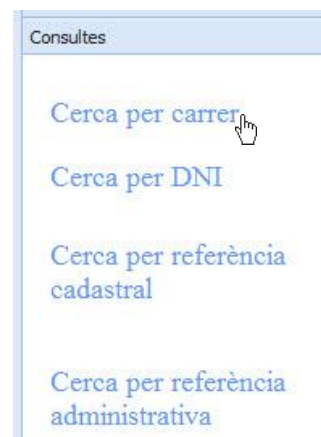 Consultes
Cerca per carrer
Cerca per DNI
Cerca per referència
cadastral
Cerca per referència
administrativa